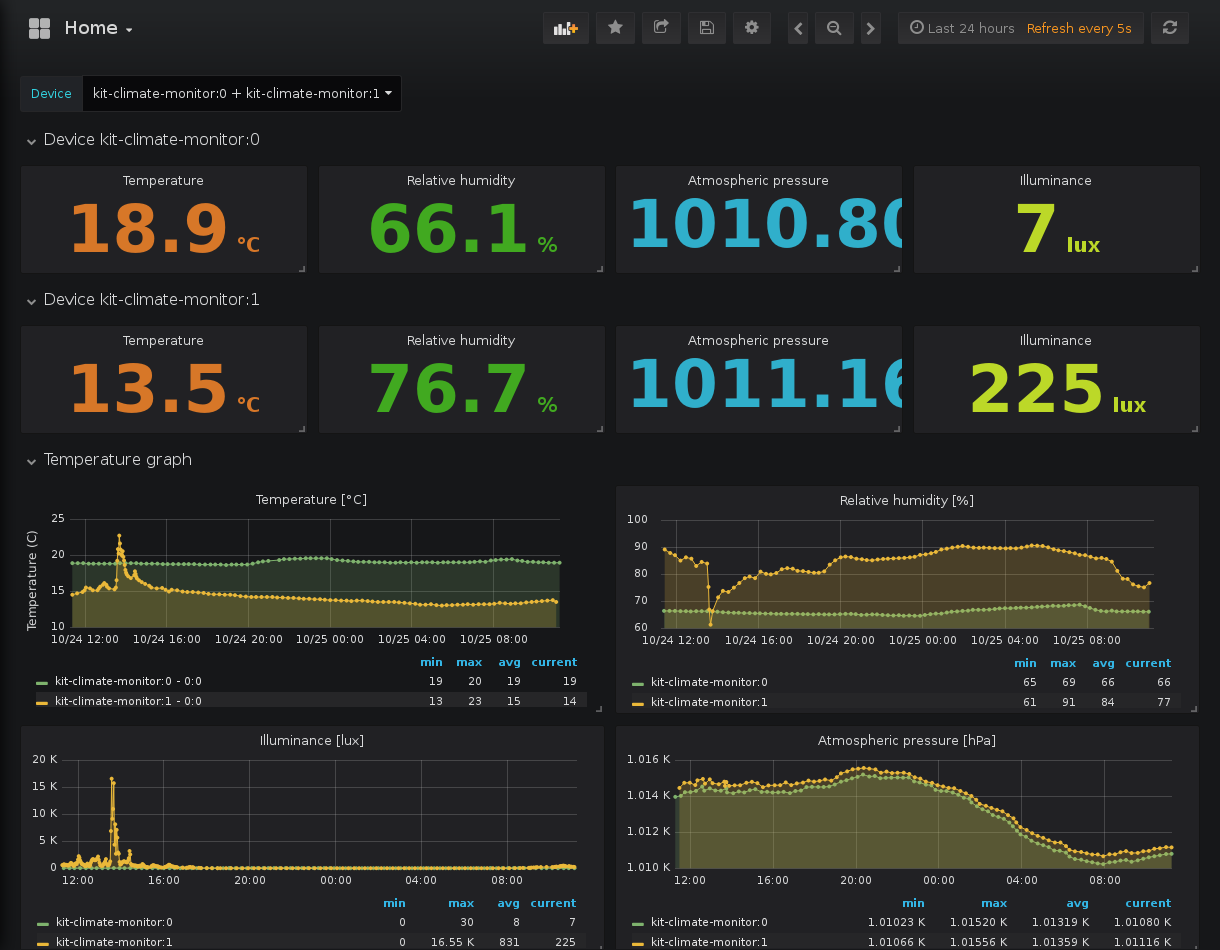 Home
Last 24 hours Refresh every 5s
Device kit-climate-monitor:0 + kit-climate-monitor:1
Device kit-climate-monitor:0
Temperature Relative humidity Atmospheric pressure Illuminance
18.9 °C 66.1 % 1010.80 7 lux
Device kit-climate-monitor:1
Temperature Relative humidity Atmospheric pressure Illuminance
13.5 °C 76.7 % 1011.16 225 lux
Temperature graph
Temperature [°C]
Temperature (C)
25
20
15
10
10/24 12:00 10/24 16:00 10/24 20:00 10/25 00:00 10/25 04:00 10/25 08:00
min max avg current
kit-climate-monitor:0 - 0:0 19 20 19 19
kit-climate-monitor:1 - 0:0 13 23 15 14
Relative humidity [%]
100
90
80
70
60
10/24 12:00 10/24 16:00 10/24 20:00 10/25 00:00 10/25 04:00 10/25 08:00
min max avg current
kit-climate-monitor:0 65 69 66 66
kit-climate-monitor:1 61 91 84 77
Illuminance [lux]
20 K
15 K
10 K
5 K
0
12:00 16:00 20:00 00:00 04:00 08:00
min max avg current
kit-climate-monitor:0 0 30 8 7
kit-climate-monitor:1 0 16.55 K 831 225
Atmospheric pressure [hPa]
1.016 K
1.014 K
1.012 K
1.010 K
12:00 16:00 20:00 00:00 04:00 08:00
min max avg current
kit-climate-monitor:0 1.01023 K 1.01520 K 1.01319 K 1.01080 K
kit-climate-monitor:1 1.01066 K 1.01556 K 1.01359 K 1.01116 K